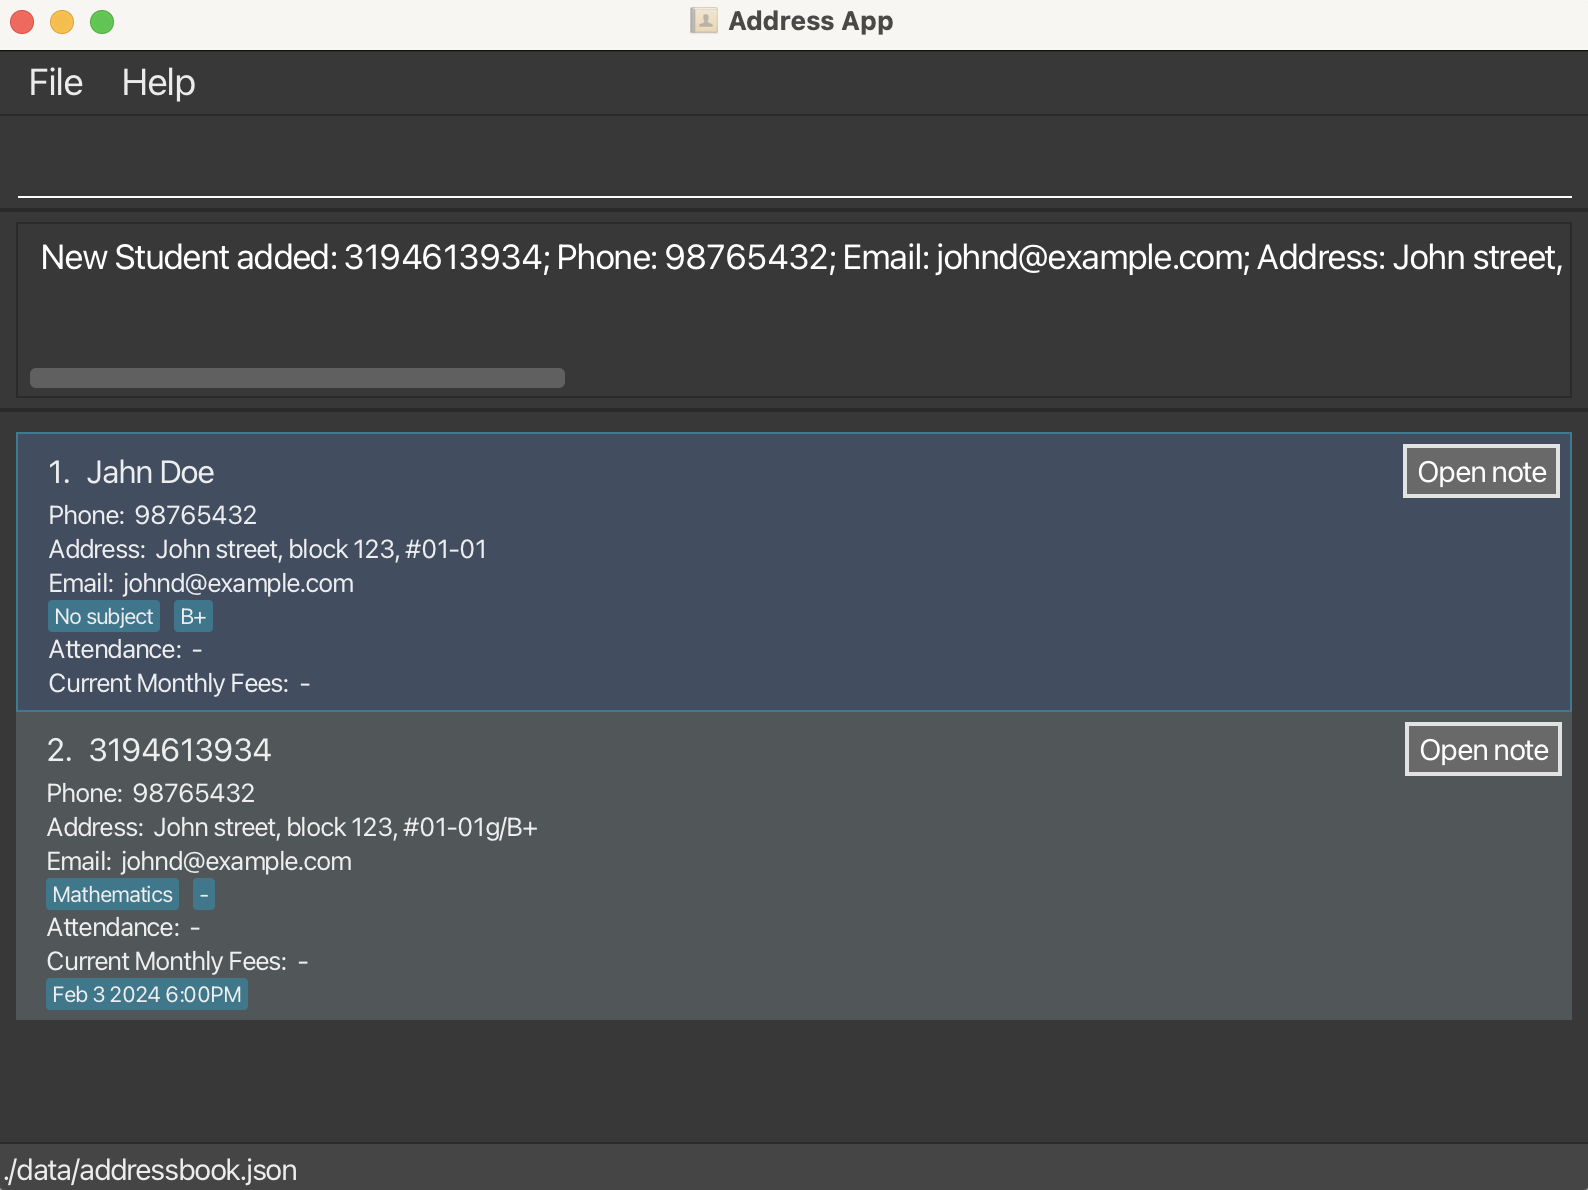 Address App
File Help
New Student added: 3194613934; Phone: 98765432; Email: johnd@example.com; Address: John street,
1. Jahn Doe
Open note
Phone: 98765432
Address: John street, block 123, #01-01
Email: johnd@example.com
No subject B+
Attendance: -
Current Monthly Fees: -
2. 3194613934
Open note
Phone: 98765432
Address: John street, block 123, #01-01g/B+
Email: johnd@example.com
Mathematics -
Attendance: -
Current Monthly Fees: -
Feb 3 2024 6:00PM
./data/addressbook.json